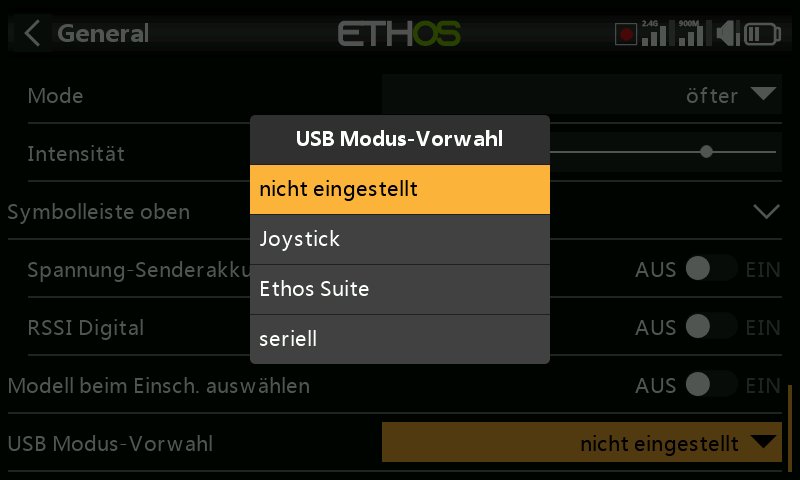 General
ETHOS
2.4G
900M
Mode
öfter
Intensität
Symbolleiste oben
Spannung-Senderakku
AUS
EIN
RSSI Digital
AUS
EIN
Modell beim Einsch. auswählen
AUS
EIN
USB Modus-Vorwahl
nicht eingestellt
USB Modus-Vorwahl
nicht eingestellt
Joystick
Ethos Suite
seriell